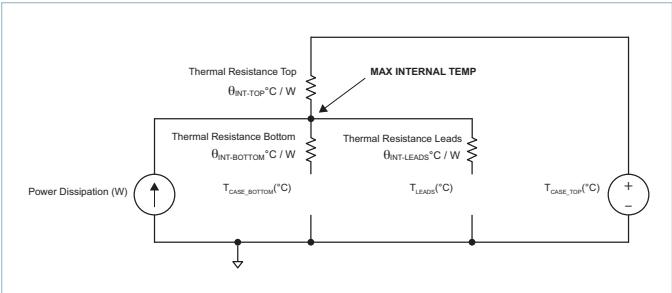 Thermal Resistance Top
MAX INTERNAL TEMP
θINT-TOP°C / W
Thermal Resistance Bottom
Thermal Resistance Leads
θINT-BOTTOM°C / W
θINT-LEADS°C / W
Power Dissipation (W)
TCASE_BOTTOM(°C)
TLEADS(°C)
TCASE_TOP(°C)
+
–